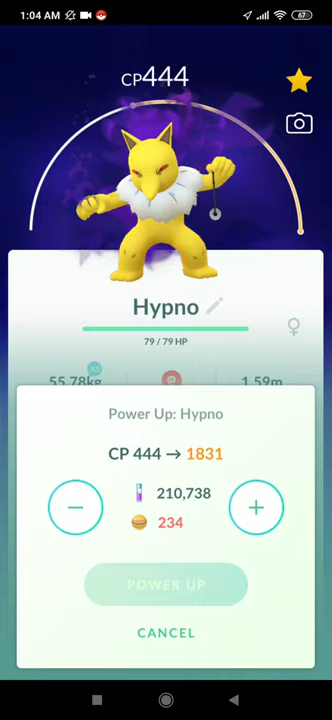 1:04 AM
67
CP444
Hypno
79 / 79 HP
XS
55.78kg
1.59m
Power Up: Hypno
CP 444 → 1831
210,738
234
POWER UP
CANCEL